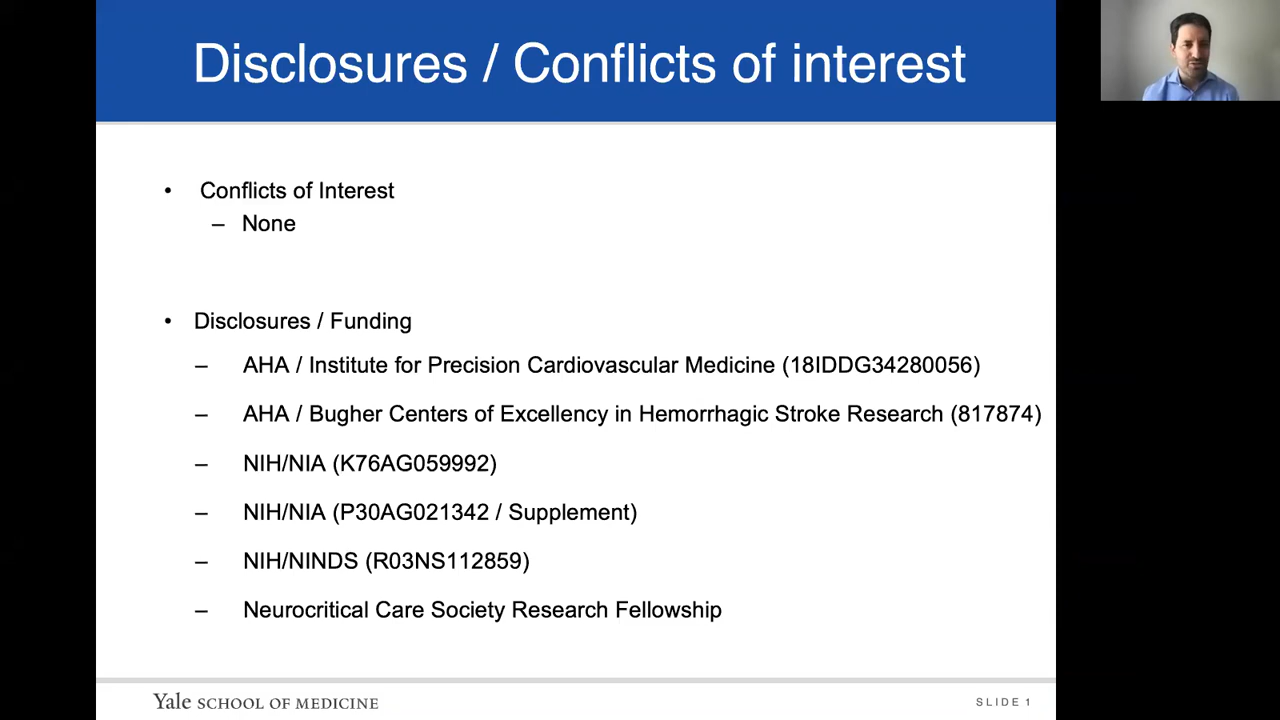 Disclosures / Conflicts of interest
• Conflicts of Interest
– None
• Disclosures / Funding
– AHA / Institute for Precision Cardiovascular Medicine (18IDDG34280056)
– AHA / Bugher Centers of Excellency in Hemorrhagic Stroke Research (817874)
– NIH/NIA (K76AG059992)
– NIH/NIA (P30AG021342 / Supplement)
– NIH/NINDS (R03NS112859)
– Neurocritical Care Society Research Fellowship
Yale SCHOOL OF MEDICINE
SLIDE 1